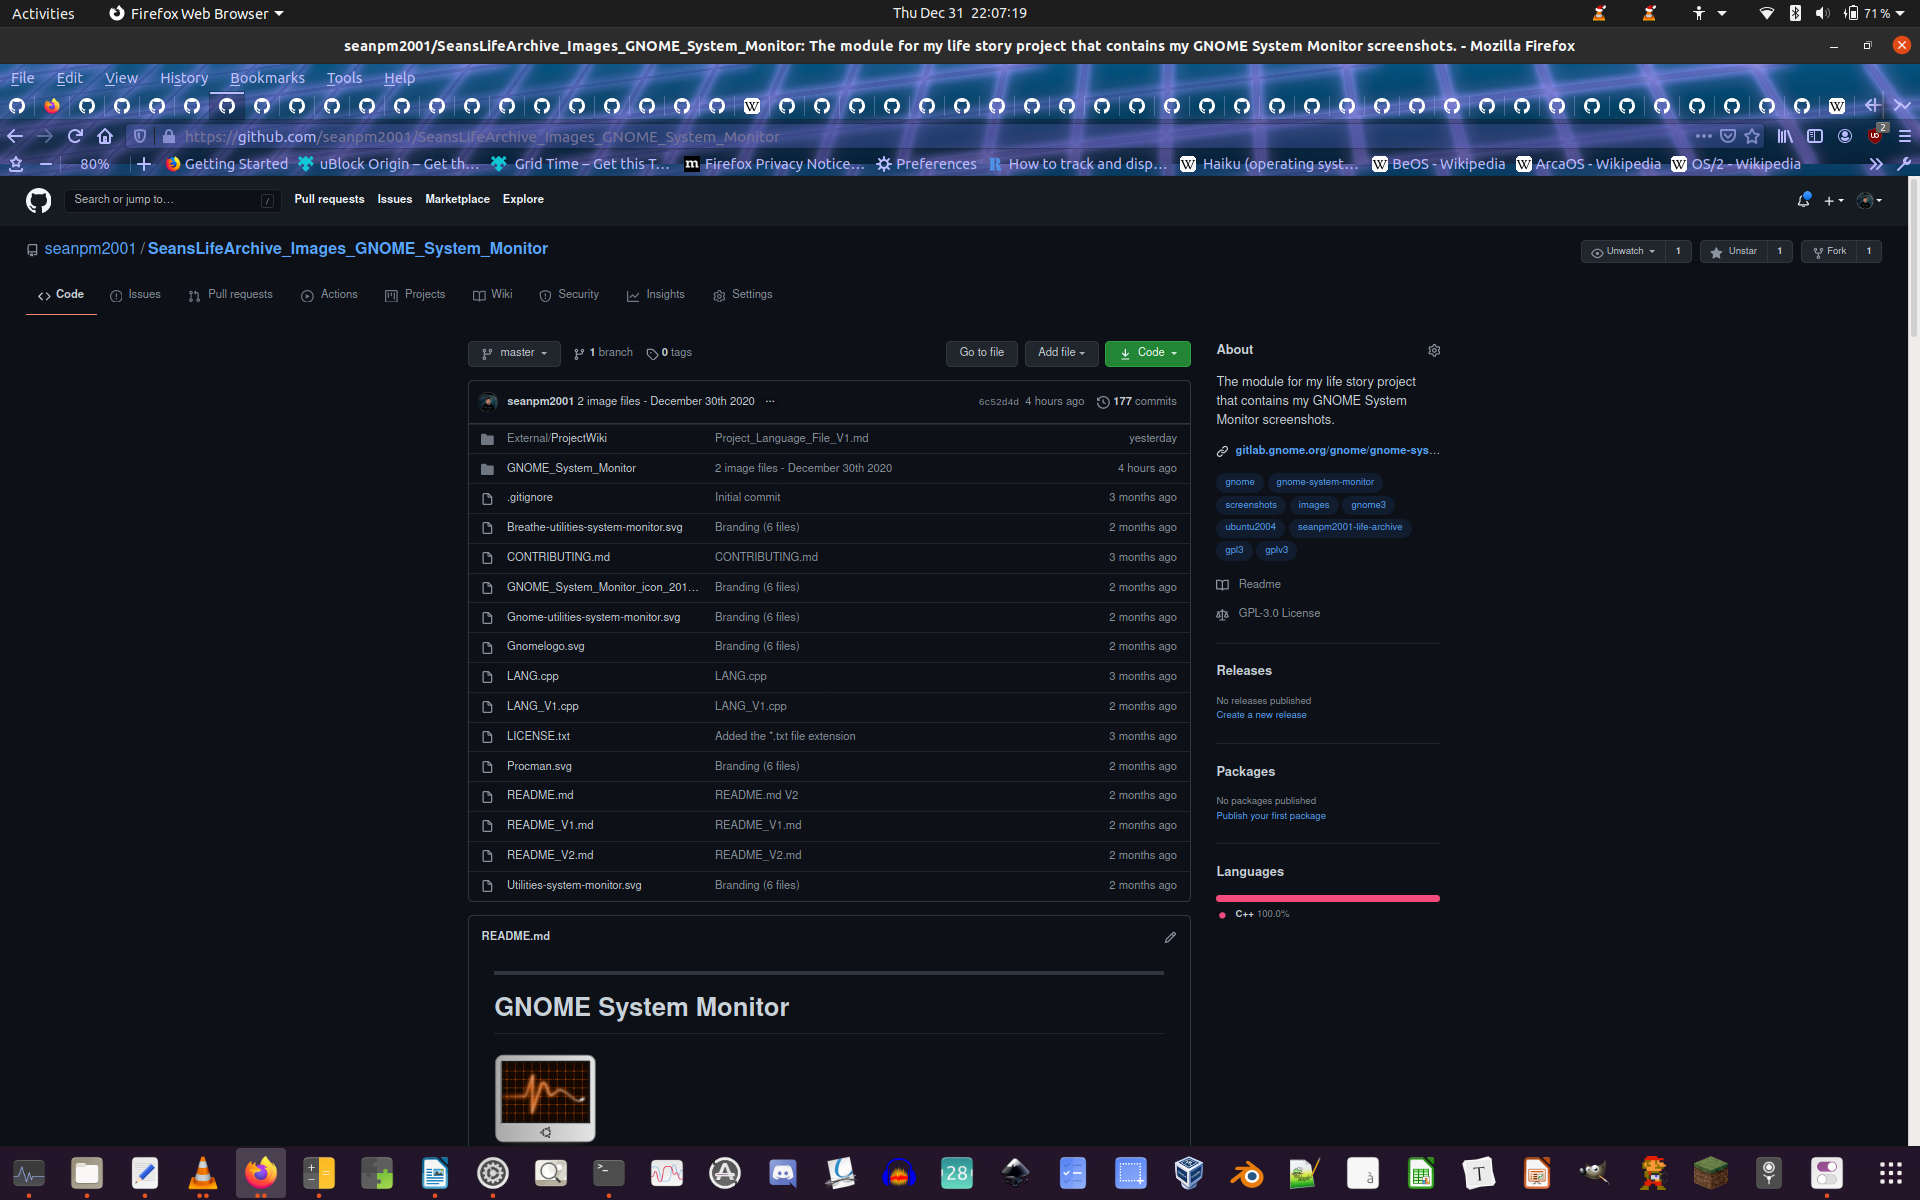 Activities Firefox Web Browser Thu Dec 31 22:07:19 71 %
seanpm2001/SeansLifeArchive_Images_GNOME_System_Monitor: The module for my life story project that contains my GNOME System Monitor screenshots. - Mozilla Firefox
File Edit View History Bookmarks Tools Help
https://github.com/seanpm2001/SeansLifeArchive_Images_GNOME_System_Monitor 2
80% Getting Started uBlock Origin – Get th… Grid Time – Get this T… Firefox Privacy Notice… Preferences How to track and disp… Haiku (operating syst… BeOS - Wikipedia ArcaOS - Wikipedia OS/2 - Wikipedia
Search or jump to… / Pull requests Issues Marketplace Explore
seanpm2001 / SeansLifeArchive_Images_GNOME_System_Monitor Unwatch 1 Unstar 1 Fork 1
Code Issues Pull requests Actions Projects Wiki Security Insights Settings
master 1 branch 0 tags Go to file Add file Code
seanpm2001 2 image files - December 30th 2020 ··· 6c52d4d 4 hours ago 177 commits
External/ProjectWiki Project_Language_File_V1.md yesterday
GNOME_System_Monitor 2 image files - December 30th 2020 4 hours ago
.gitignore Initial commit 3 months ago
Breathe-utilities-system-monitor.svg Branding (6 files) 2 months ago
CONTRIBUTING.md CONTRIBUTING.md 3 months ago
GNOME_System_Monitor_icon_201… Branding (6 files) 2 months ago
Gnome-utilities-system-monitor.svg Branding (6 files) 2 months ago
Gnomelogo.svg Branding (6 files) 2 months ago
LANG.cpp LANG.cpp 3 months ago
LANG_V1.cpp LANG_V1.cpp 2 months ago
LICENSE.txt Added the *.txt file extension 3 months ago
Procman.svg Branding (6 files) 2 months ago
README.md README.md V2 2 months ago
README_V1.md README_V1.md 2 months ago
README_V2.md README_V2.md 2 months ago
Utilities-system-monitor.svg Branding (6 files) 2 months ago
README.md
GNOME System Monitor
About
The module for my life story project
that contains my GNOME System
Monitor screenshots.
gitlab.gnome.org/gnome/gnome-sys…
gnome gnome-system-monitor
screenshots images gnome3
ubuntu2004 seanpm2001-life-archive
gpl3 gplv3
Readme
GPL-3.0 License
Releases
No releases published
Create a new release
Packages
No packages published
Publish your first package
Languages
C++ 100.0%
28